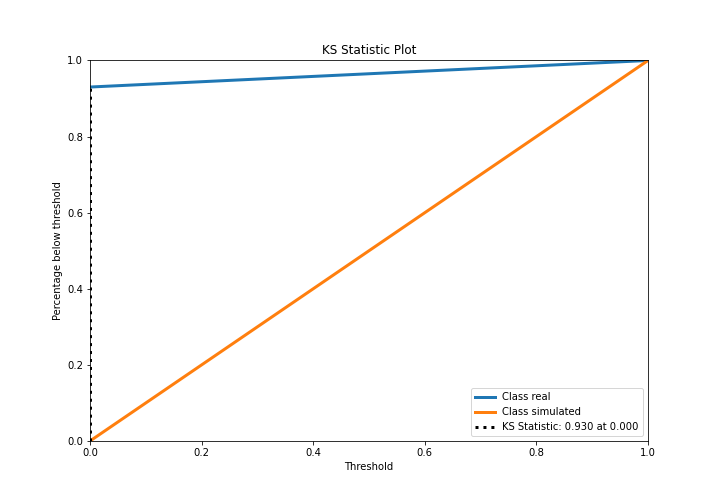 KS Statistic Plot
Percentage below threshold
1.0
0.8
0.6
0.4
0.2
0.0
0.0 0.2 0.4 0.6 0.8 1.0
Threshold
Class real
Class simulated
KS Statistic: 0.930 at 0.000